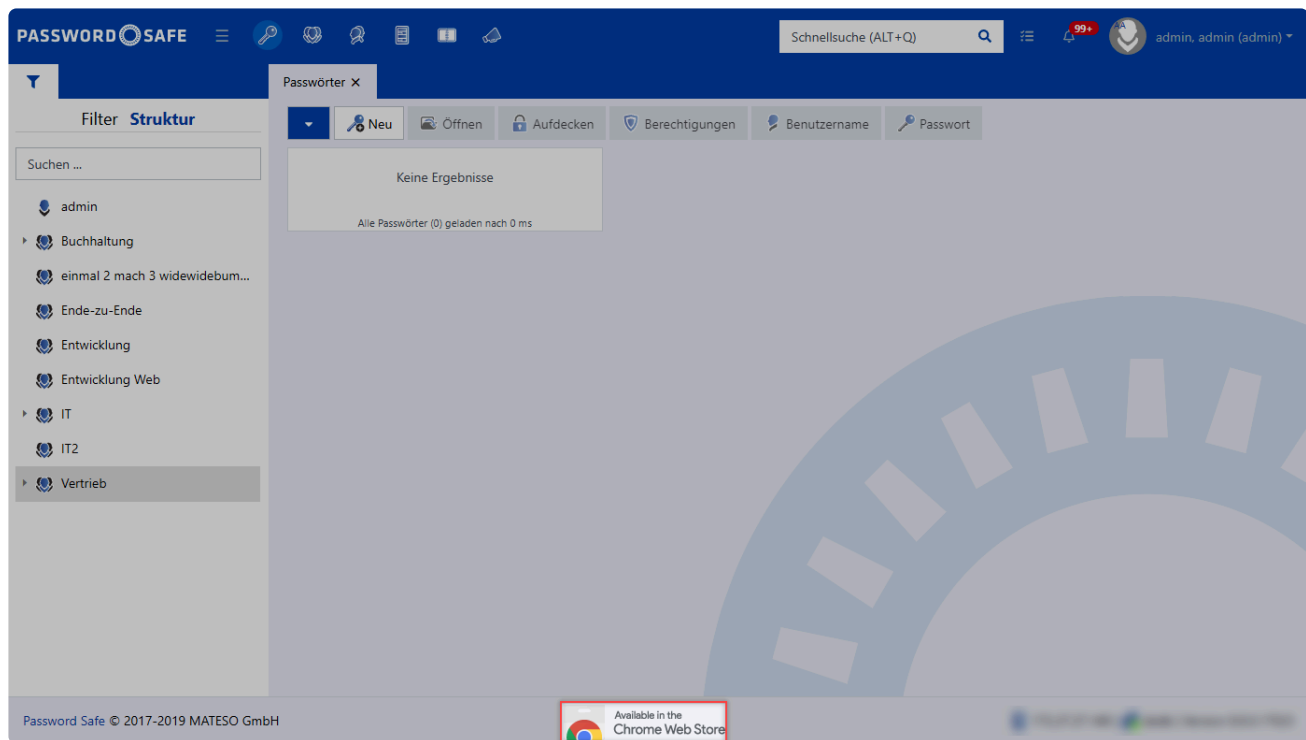 PASSWORD SAFE
Schnellsuche (ALT+Q)
99+
admin, admin (admin)
Passwörter ×
Filter Struktur
Neu
Öffnen
Aufdecken
Berechtigungen
Benutzername
Passwort
Suchen ...
Keine Ergebnisse
Alle Passwörter (0) geladen nach 0 ms
admin
Buchhaltung
einmal 2 mach 3 widewidebum...
Ende-zu-Ende
Entwicklung
Entwicklung Web
IT
IT2
Vertrieb
Password Safe © 2017-2019 MATESO GmbH
Available in the
Chrome Web Store